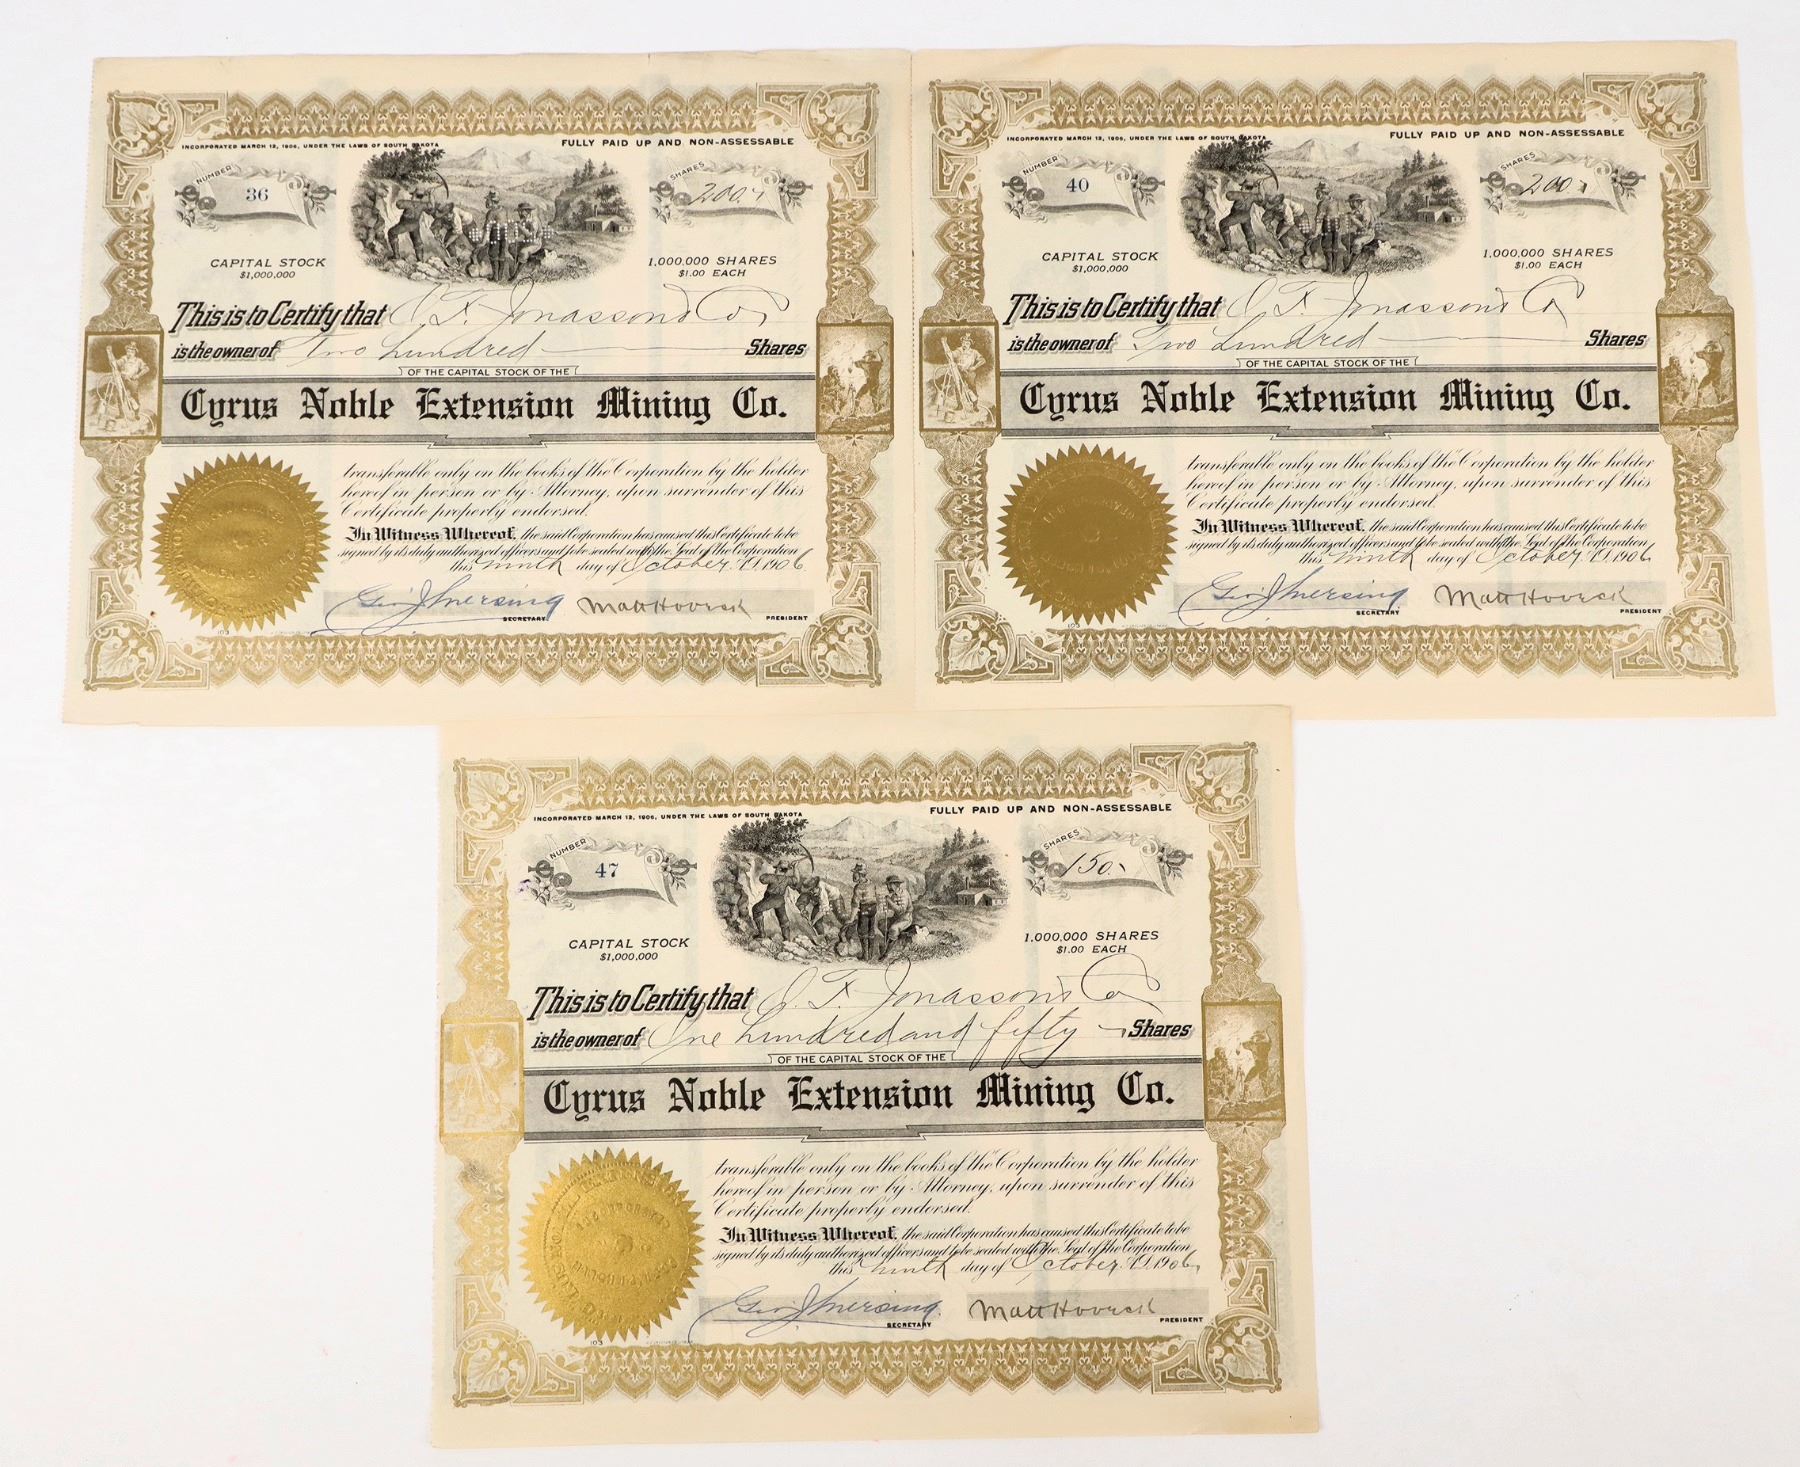 INCORPORATED MARCH 12, 1906, UNDER THE LAWS OF SOUTH DAKOTA
FULLY PAID UP AND NON-ASSESSABLE
NUMBER
36
SHARES
200
CAPITAL STOCK
$1,000,000
1,000,000 SHARES
$1.00 EACH
This is to Certify that O. F. Jonassons Co
is the owner of Two hundred Shares
OF THE CAPITAL STOCK OF THE
Cyrus Noble Extension Mining Co.
transferable only on the books of the Corporation by the holder
hereof in person or by Attorney, upon surrender of this
Certificate properly endorsed.
In Witness Whereof, the said Corporation has caused this Certificate to be
signed by its duly authorized officers and to be sealed with the Seal of the Corporation
this ninth day of October A.D. 1906
Matt Hoveck
SECRETARY
PRESIDENT
103
INCORPORATED MARCH 12, 1906, UNDER THE LAWS OF SOUTH DAKOTA
FULLY PAID UP AND NON-ASSESSABLE
NUMBER
40
SHARES
200
CAPITAL STOCK
$1,000,000
1,000,000 SHARES
$1.00 EACH
This is to Certify that O. F. Jonassons Co
is the owner of Two hundred Shares
OF THE CAPITAL STOCK OF THE
Cyrus Noble Extension Mining Co.
transferable only on the books of the Corporation by the holder
hereof in person or by Attorney, upon surrender of this
Certificate properly endorsed.
In Witness Whereof, the said Corporation has caused this Certificate to be
signed by its duly authorized officers and to be sealed with the Seal of the Corporation
this ninth day of October A.D. 1906
Matt Hoveck
SECRETARY
PRESIDENT
103
INCORPORATED MARCH 12, 1906, UNDER THE LAWS OF SOUTH DAKOTA
FULLY PAID UP AND NON-ASSESSABLE
NUMBER
47
SHARES
150
CAPITAL STOCK
$1,000,000
1,000,000 SHARES
$1.00 EACH
This is to Certify that O. F. Jonassons Co
is the owner of One hundred and fifty Shares
OF THE CAPITAL STOCK OF THE
Cyrus Noble Extension Mining Co.
transferable only on the books of the Corporation by the holder
hereof in person or by Attorney, upon surrender of this
Certificate properly endorsed.
In Witness Whereof, the said Corporation has caused this Certificate to be
signed by its duly authorized officers and to be sealed with the Seal of the Corporation
this ninth day of October A.D. 1906
Matt Hoveck
SECRETARY
PRESIDENT
103